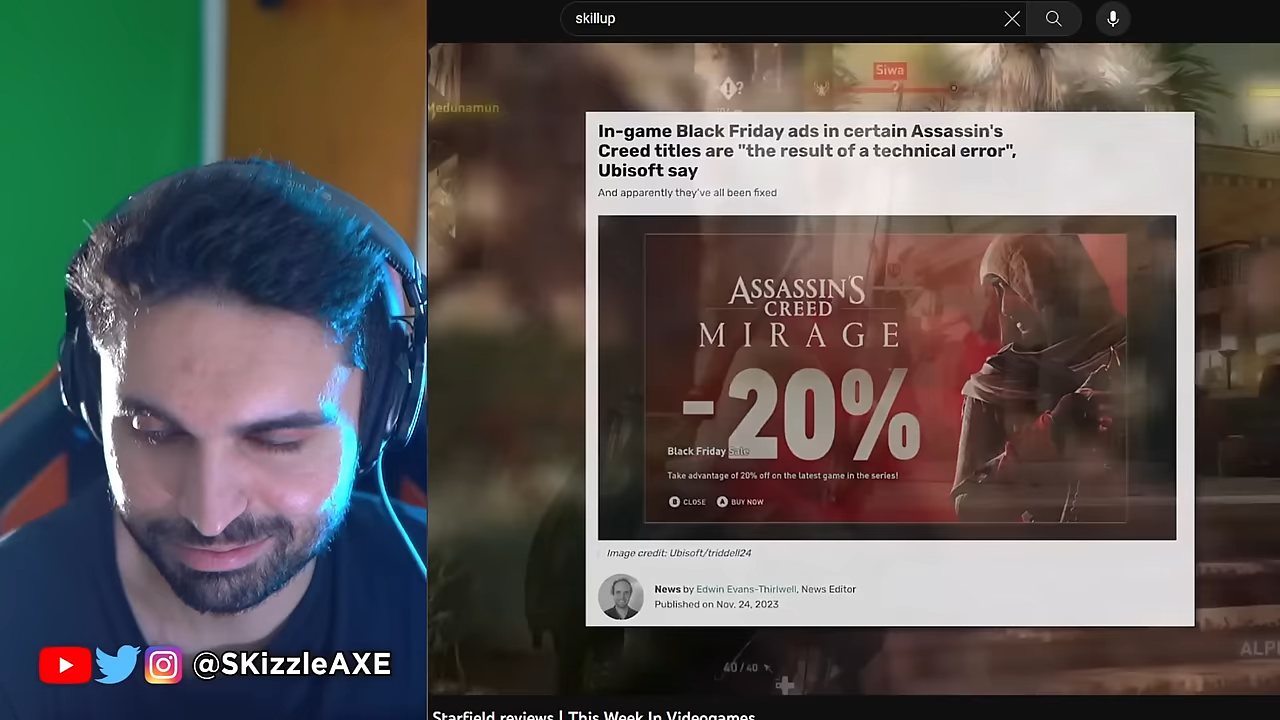 skillup
Siwa
Medunamun
In-game Black Friday ads in certain Assassin's
Creed titles are "the result of a technical error",
Ubisoft say
And apparently they've all been fixed
ASSASSIN'S
CREED
MIRAGE
-20%
Black Friday Sale
Take advantage of 20% off on the latest game in the series!
CLOSE
BUY NOW
Image credit: Ubisoft/triddell24
News by Edwin Evans-Thirlwell, News Editor
Published on Nov. 24, 2023
@SKizzleAXE
40/40
ALP
Starfield reviews | This Week In Videogames